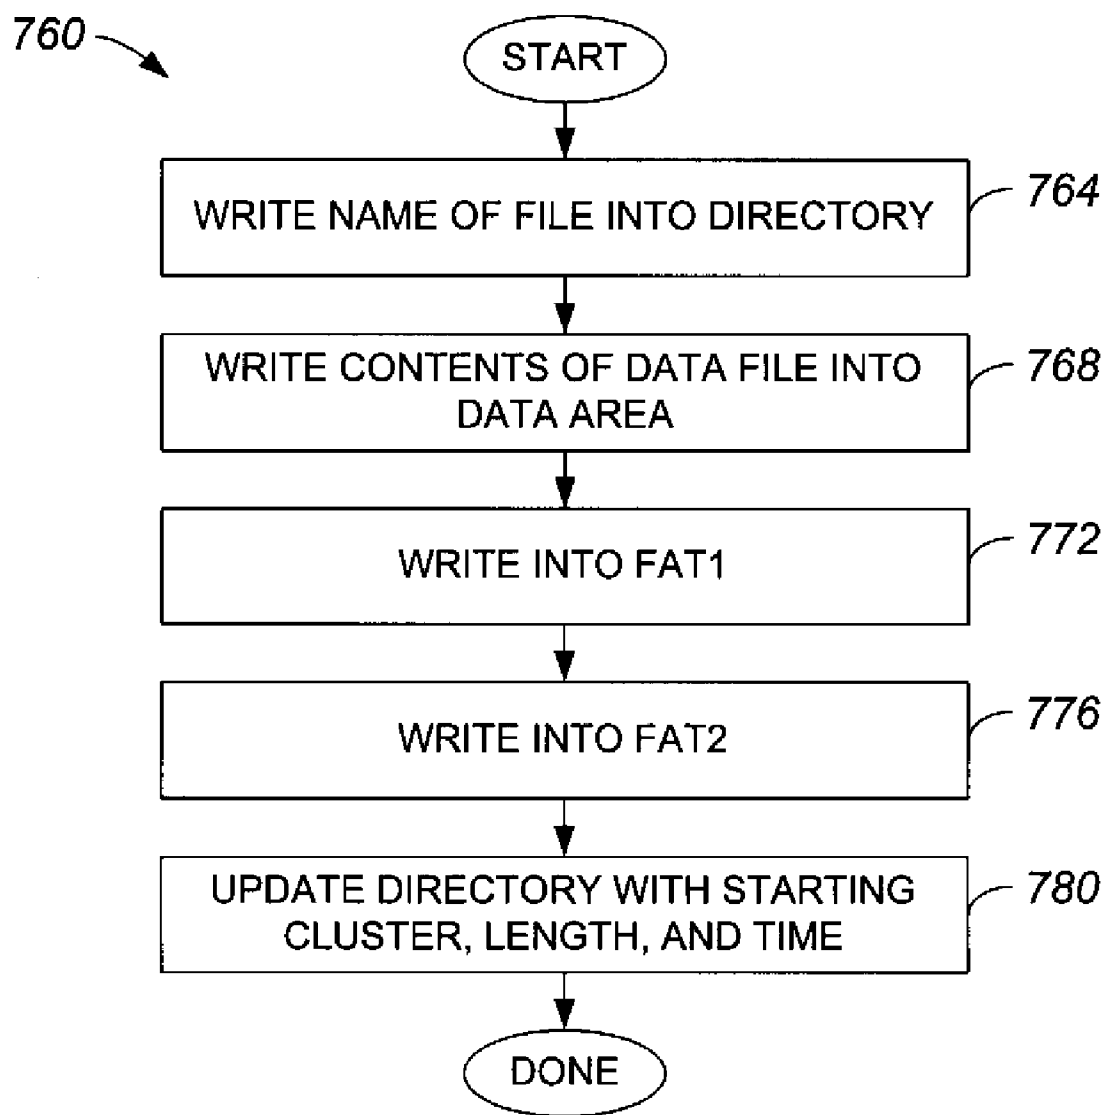 760
START
WRITE NAME OF FILE INTO DIRECTORY
764
WRITE CONTENTS OF DATA FILE INTO
DATA AREA
768
WRITE INTO FAT1
772
WRITE INTO FAT2
776
UPDATE DIRECTORY WITH STARTING
CLUSTER, LENGTH, AND TIME
780
DONE